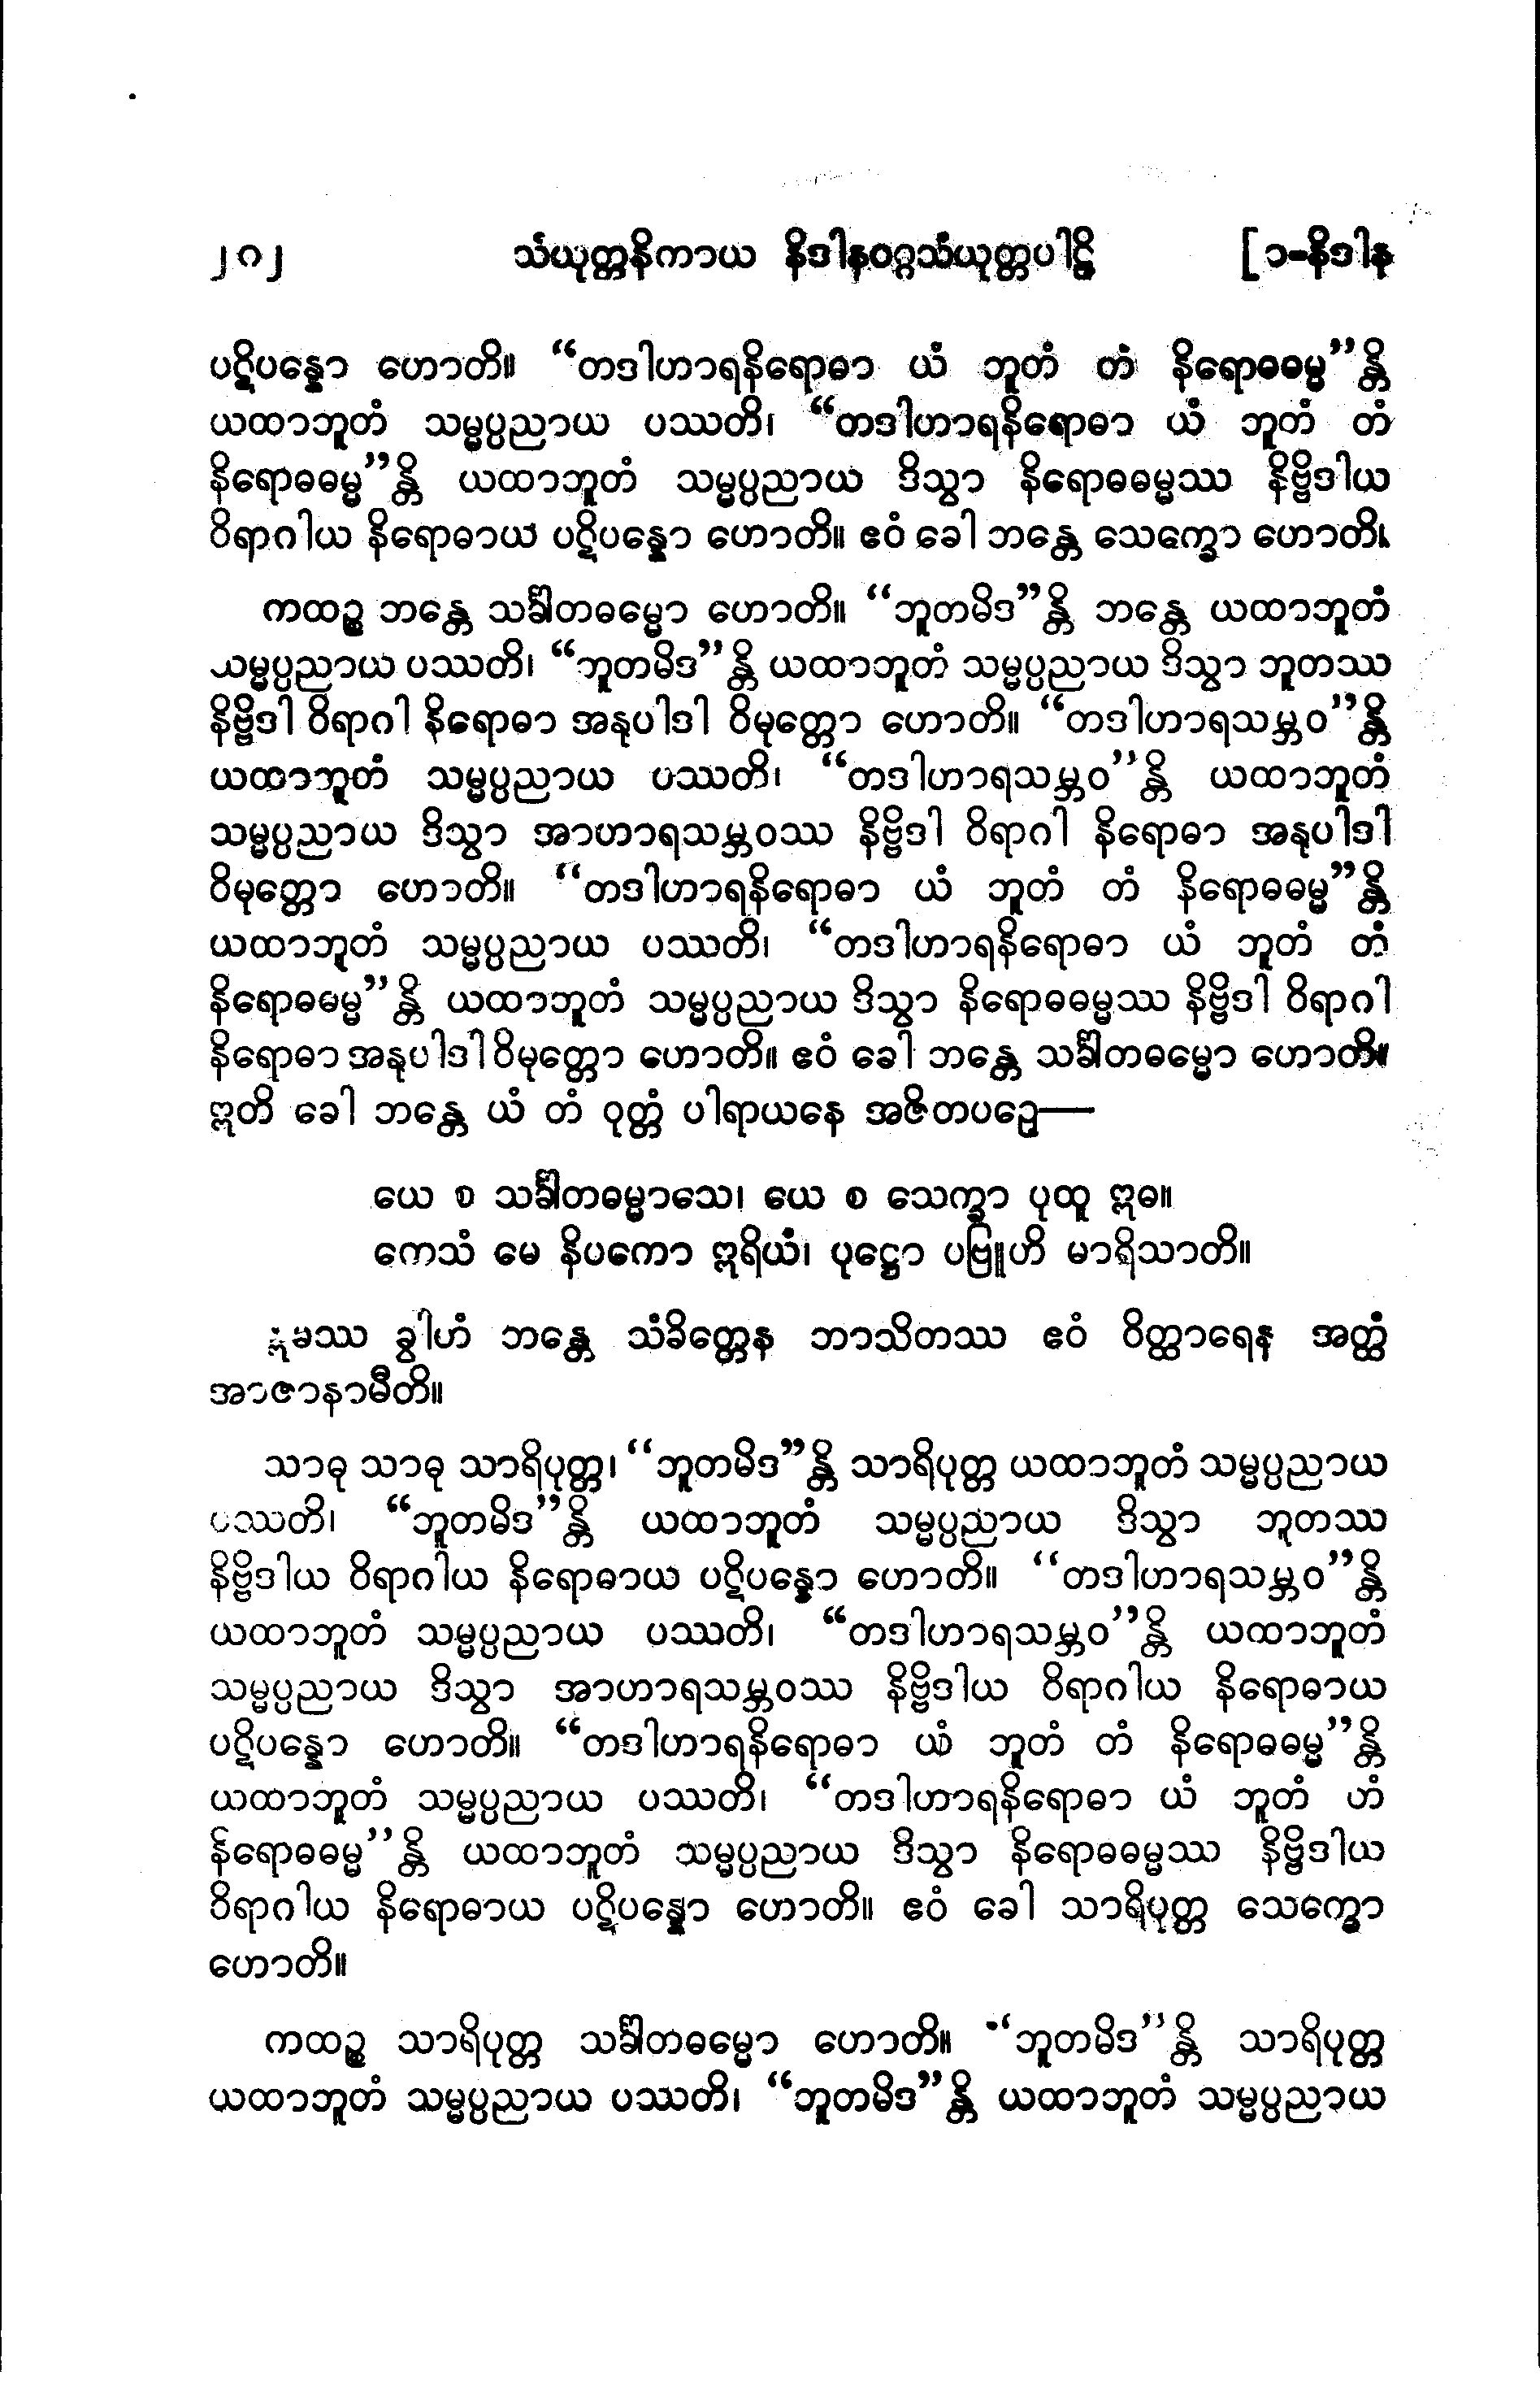 ၂၈၂ သံယုတ္တနိကာယ နိဒါနဝဂ္ဂသံယုတ္တပါဠိ [၁-နိဒါန
ပဋိပန္နော ဟောတိ။ “တဒါဟာရနိရောဓာ ယံ ဘူတံ တံ နိရောဓဓမ္မ”န္တိ
ယထာဘူတံ သမ္မပ္ပညာယ ပဿတိ၊ “တဒါဟာရနိရောဓာ ယံ ဘူတံ တံ
နိရောဓဓမ္မ”န္တိ ယထာဘူတံ သမ္မပ္ပညာယ ဒိသွာ နိရောဓဓမ္မဿ နိဗ္ဗိဒါယ
ဝိရာဂါယ နိရောဓာယ ပဋိပန္နော ဟောတိ။ ဧဝံ ခေါ ဘန္တေ သေက္ခော ဟောတိ၊
ကထဉ္စ ဘန္တေ သင်္ခါတဓမ္မော ဟောတိ။ “ဘူတမိဒ”န္တိ ဘန္တေ ယထာဘူတံ
သမ္မပ္ပညာယ ပဿတိ၊ “ဘူတမိဒ”န္တိ ယထာဘူတံ သမ္မပ္ပညာယ ဒိသွာ ဘူတဿ
နိဗ္ဗိဒါ ဝိရာဂါ နိရောဓာ အနုပါဒါ ဝိမုတ္တော ဟောတိ။ “တဒါဟာရသမ္ဘဝ”န္တိ
ယထာဘူတံ သမ္မပ္ပညာယ ပဿတိ၊ “တဒါဟာရသမ္ဘဝ”န္တိ ယထာဘူတံ
သမ္မပ္ပညာယ ဒိသွာ အာဟာရသမ္ဘဝဿ နိဗ္ဗိဒါ ဝိရာဂါ နိရောဓာ အနုပါဒါ
ဝိမုတ္တော ဟောတိ။ “တဒါဟာရနိရောဓာ ယံ ဘူတံ တံ နိရောဓဓမ္မ”န္တိ
ယထာဘူတံ သမ္မပ္ပညာယ ပဿတိ၊ “တဒါဟာရနိရောဓာ ယံ ဘူတံ တံ
နိရောဓဓမ္မ”န္တိ ယထာဘူတံ သမ္မပ္ပညာယ ဒိသွာ နိရောဓဓမ္မဿ နိဗ္ဗိဒါ ဝိရာဂါ
နိရောဓာ အနုပါဒါ ဝိမုတ္တော ဟောတိ။ ဧဝံ ခေါ ဘန္တေ သင်္ခါတဓမ္မော ဟောတိ။
ဣတိ ခေါ ဘန္တေ ယံ တံ ဝုတ္တံ ပါရာယနေ အဇိတပဉှေ—
ယေ စ သင်္ခါတဓမ္မာသေ၊ ယေ စ သေက္ခာ ပုထူ ဣဓ။
ကေသံ မေ နိပကော ဣရိယံ၊ ပုဋ္ဌော ပဗြူဟိ မာရိသာတိ။
ဣမဿ ခွါဟံ ဘန္တေ သံခိတ္တေန ဘာသိတဿ ဧဝံ ဝိတ္ထာရေန အတ္ထံ
အာဇာနာမီတိ။
သာဓု သာဓု သာရိပုတ္တ၊ “ဘူတမိဒ”န္တိ သာရိပုတ္တ ယထာဘူတံ သမ္မပ္ပညာယ
ပဿတိ၊ “ဘူတမိဒ”န္တိ ယထာဘူတံ သမ္မပ္ပညာယ ဒိသွာ ဘူတဿ
နိဗ္ဗိဒါယ ဝိရာဂါယ နိရောဓာယ ပဋိပန္နော ဟောတိ။ “တဒါဟာရသမ္ဘဝ”န္တိ
ယထာဘူတံ သမ္မပ္ပညာယ ပဿတိ၊ “တဒါဟာရသမ္ဘဝ”န္တိ ယထာဘူတံ
သမ္မပ္ပညာယ ဒိသွာ အာဟာရသမ္ဘဝဿ နိဗ္ဗိဒါယ ဝိရာဂါယ နိရောဓာယ
ပဋိပန္နော ဟောတိ။ “တဒါဟာရနိရောဓာ ယံ ဘူတံ တံ နိရောဓဓမ္မ”န္တိ
ယထာဘူတံ သမ္မပ္ပညာယ ပဿတိ၊ “တဒါဟာရနိရောဓာ ယံ ဘူတံ တံ
နိရောဓဓမ္မ”န္တိ ယထာဘူတံ သမ္မပ္ပညာယ ဒိသွာ နိရောဓဓမ္မဿ နိဗ္ဗိဒါယ
ဝိရာဂါယ နိရောဓာယ ပဋိပန္နော ဟောတိ။ ဧဝံ ခေါ သာရိပုတ္တ သေက္ခော
ဟောတိ။
ကထဉ္စ သာရိပုတ္တ သင်္ခါတဓမ္မော ဟောတိ။ “ဘူတမိဒ”န္တိ သာရိပုတ္တ
ယထာဘူတံ သမ္မပ္ပညာယ ပဿတိ၊ “ဘူတမိဒ”န္တိ ယထာဘူတံ သမ္မပ္ပညာယ